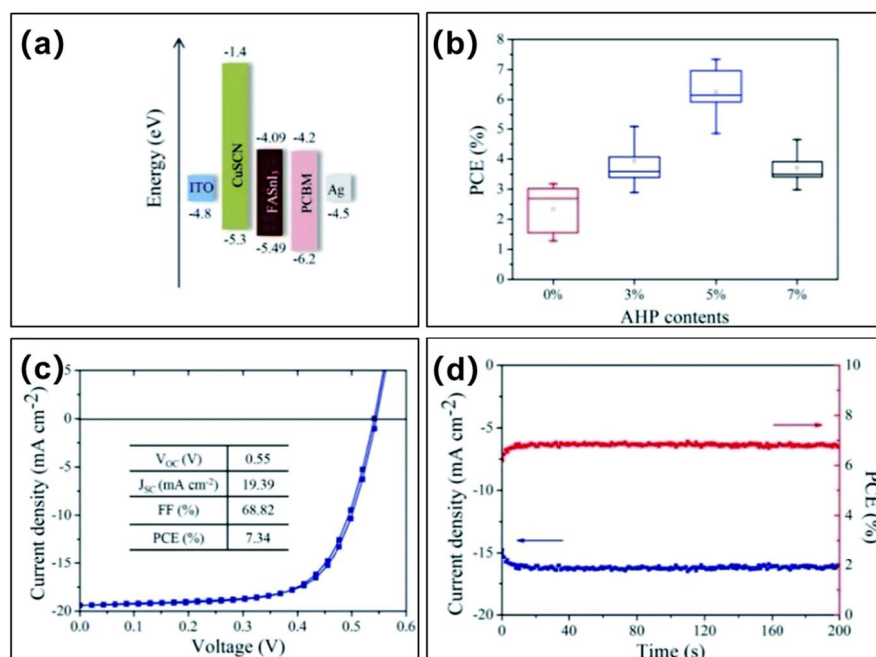 (a)
Energy (eV)
-1.4
-4.09
-4.2
ITO
CuSCN
FASnI₃
PCBM
Ag
-4.8
-4.5
-5.3
-5.49
-6.2
(b)
PCE (%)
8
7
6
5
4
3
2
1
0
0% 3% 5% 7%
AHP contents
(c)
Current density (mA cm⁻²)
5
0
-5
-10
-15
-20
V_OC (V) 0.55
J_SC (mA cm⁻²) 19.39
FF (%) 68.82
PCE (%) 7.34
0.0 0.1 0.2 0.3 0.4 0.5 0.6
Voltage (V)
(d)
Current density (mA cm⁻²)
0
-5
-10
-15
-20
10
8
6
4
2
0
PCE (%)
0 40 80 120 160 200
Time (s)